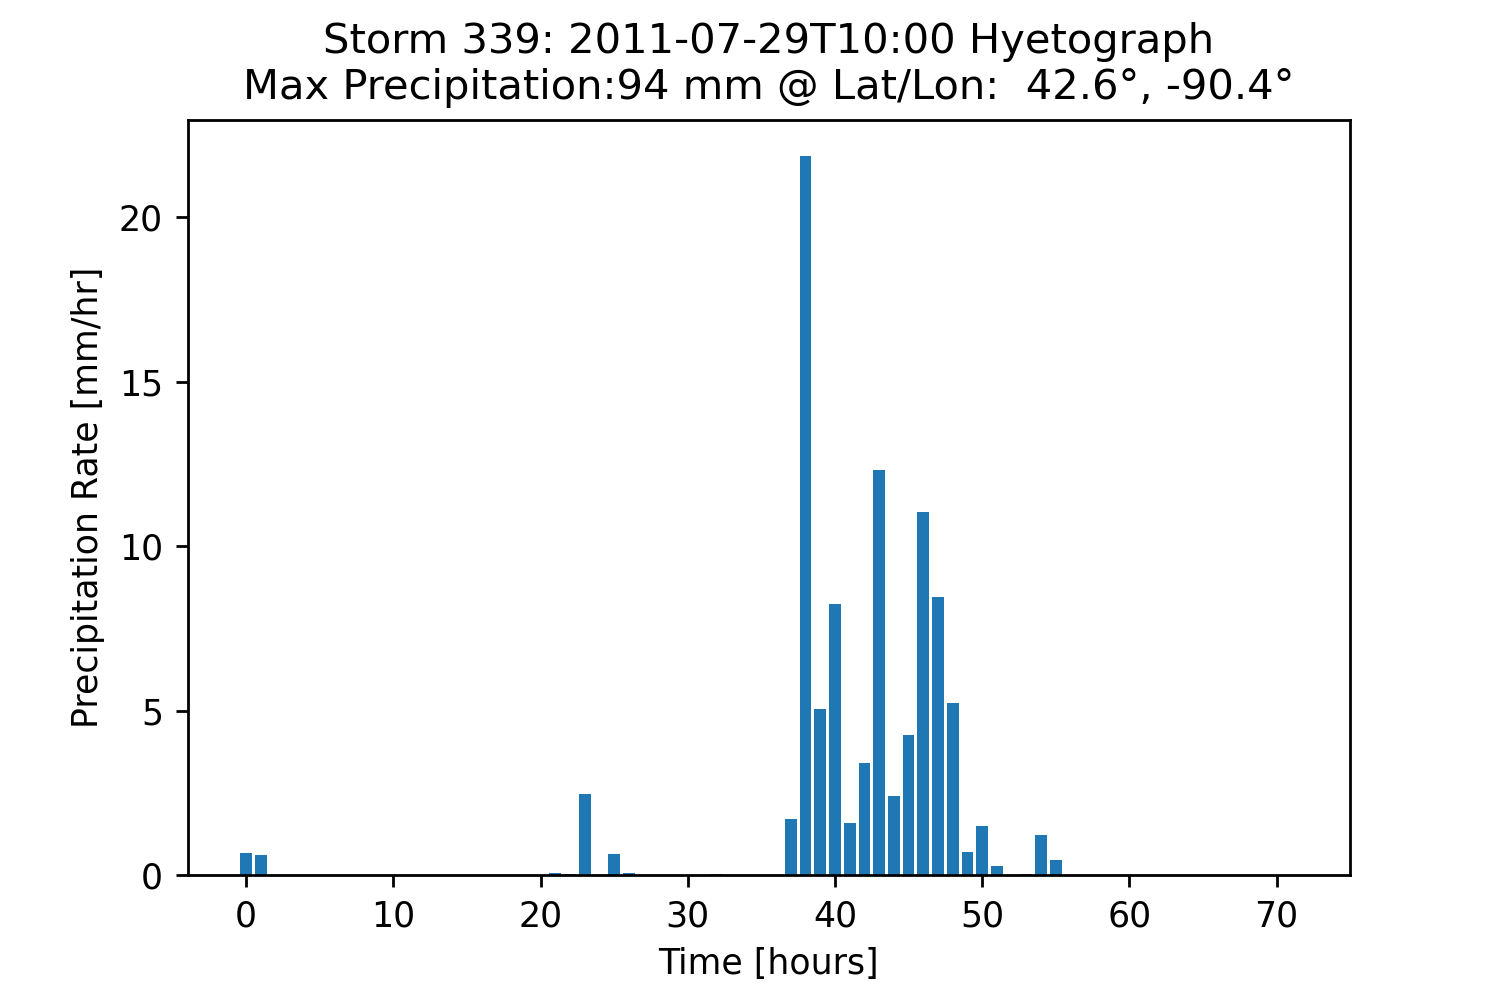 Storm 339: 2011-07-29T10:00 Hyetograph
Max Precipitation:94 mm @ Lat/Lon:  42.6°, -90.4°
Precipitation Rate [mm/hr]
20
15
10
5
0
0 10 20 30 40 50 60 70
Time [hours]